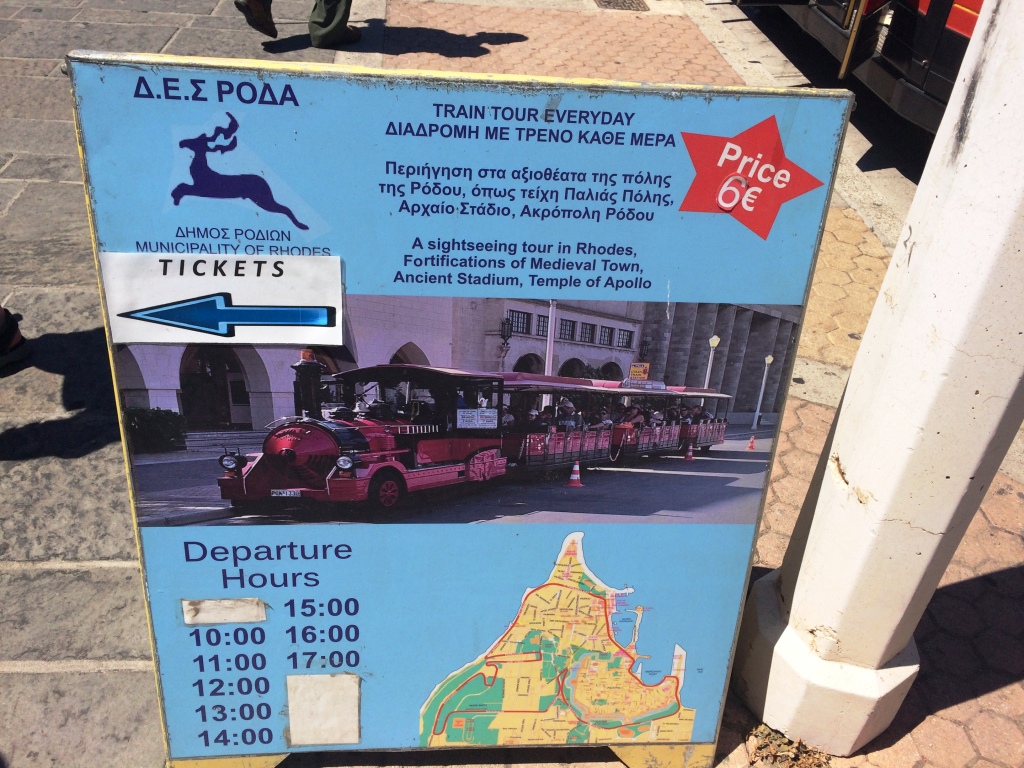 Δ.Ε.Σ ΡΟΔΑ
ΔΗΜΟΣ ΡΟΔΙΩΝ
MUNICIPALITY OF RHODES
TICKETS
TRAIN TOUR EVERYDAY
ΔΙΑΔΡΟΜΗ ΜΕ ΤΡΕΝΟ ΚΑΘΕ ΜΕΡΑ
Price
6€
Περιήγηση στα αξιοθέατα της πόλης
της Ρόδου, όπως τείχη Παλιάς Πόλης,
Αρχαίο Στάδιο, Ακρόπολη Ρόδου
A sightseeing tour in Rhodes,
Fortifications of Medieval Town,
Ancient Stadium, Temple of Apollo
Departure
Hours
10:00
11:00
12:00
13:00
14:00
15:00
16:00
17:00